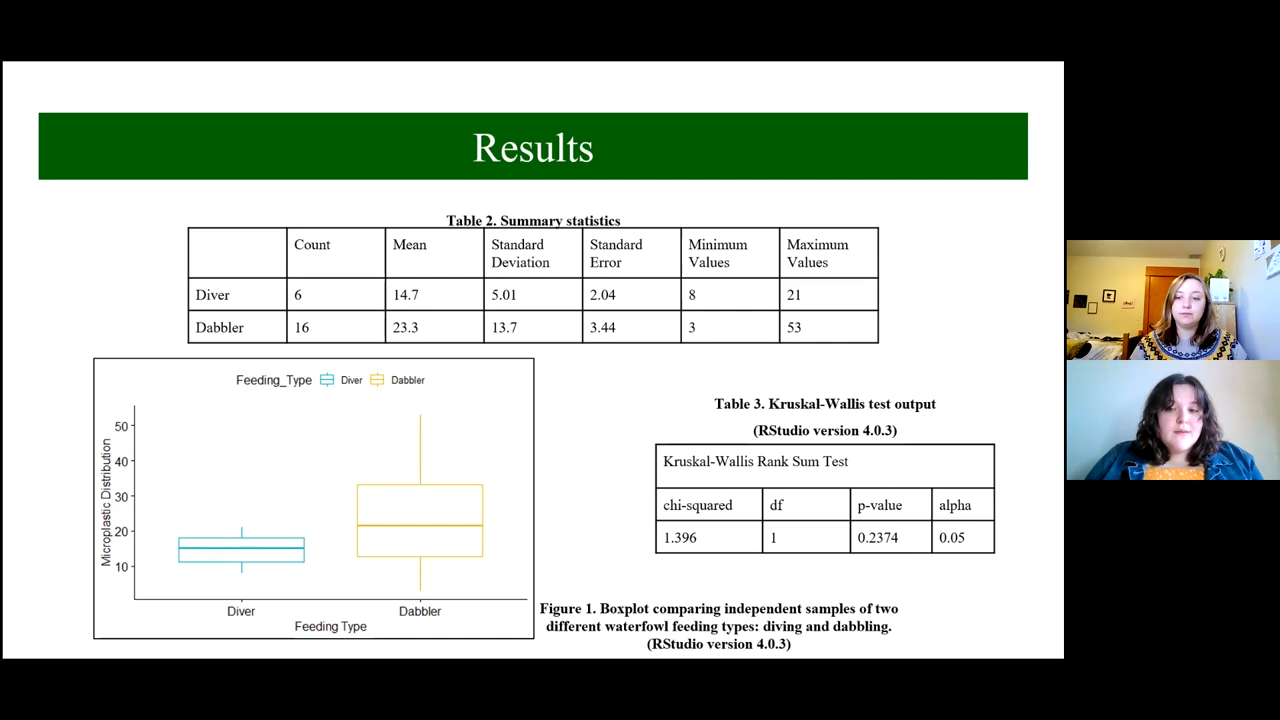 Results
Table 2. Summary statistics
Count Mean Standard Deviation Standard Error Minimum Values Maximum Values
Diver 6 14.7 5.01 2.04 8 21
Dabbler 16 23.3 13.7 3.44 3 53
Feeding_Type Diver Dabbler
Microplastic Distribution
50
40
30
20
10
Diver Dabbler
Feeding Type
Table 3. Kruskal-Wallis test output
(RStudio version 4.0.3)
Kruskal-Wallis Rank Sum Test
chi-squared df p-value alpha
1.396 1 0.2374 0.05
Figure 1. Boxplot comparing independent samples of two
different waterfowl feeding types: diving and dabbling.
(RStudio version 4.0.3)